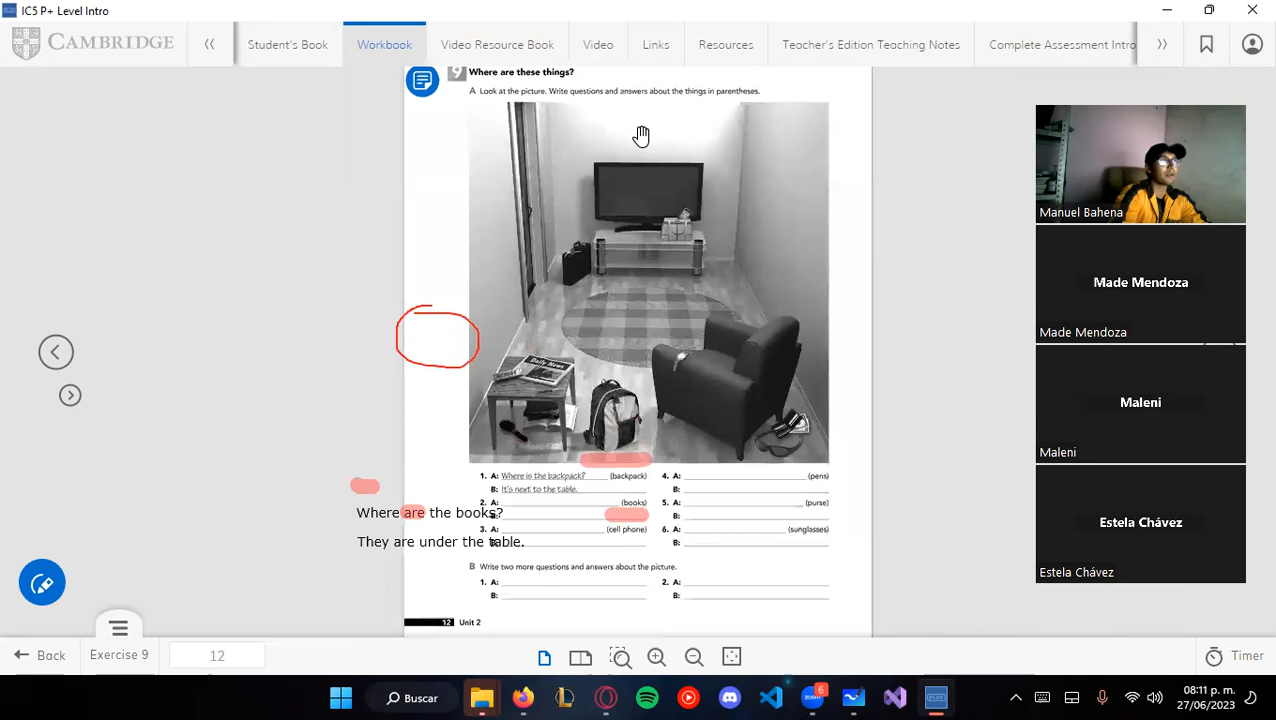 IC5 P+ Level Intro
CAMBRIDGE
Student's Book
Workbook
Video Resource Book
Video
Links
Resources
Teacher's Edition Teaching Notes
Complete Assessment Intro
9 Where are these things?
A Look at the picture. Write questions and answers about the things in parentheses.
Daily News
1. A: Where is the backpack? (backpack)
B: It's next to the table.
2. A: (books)
B:
3. A: (cell phone)
B:
4. A: (pens)
B:
5. A: (purse)
B:
6. A: (sunglasses)
B:
Where are the books?
They are under the table.
B Write two more questions and answers about the picture.
1. A:
B:
2. A:
B:
12 Unit 2
Manuel Bahena
Made Mendoza
Made Mendoza
Maleni
Maleni
Estela Chávez
Estela Chávez
Back
Exercise 9
12
Timer
Buscar
ZOOM
6
PLUS
08:11 p. m.
27/06/2023